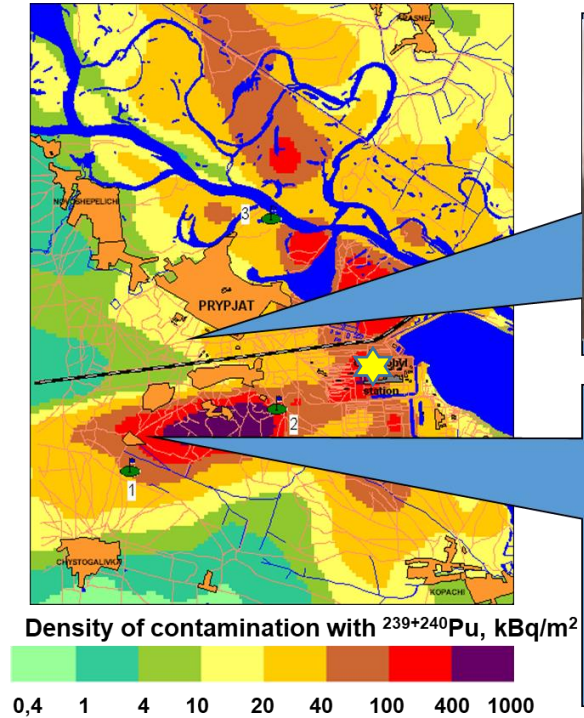 KRASNE
NOVOSHEPELICHI
3
PRYPJAT
station
2
1
CHYSTOGALIVKA
KOPACHI
Density of contamination with ²³⁹⁺²⁴⁰Pu, kBq/m²
0,4 1 4 10 20 40 100 400 1000